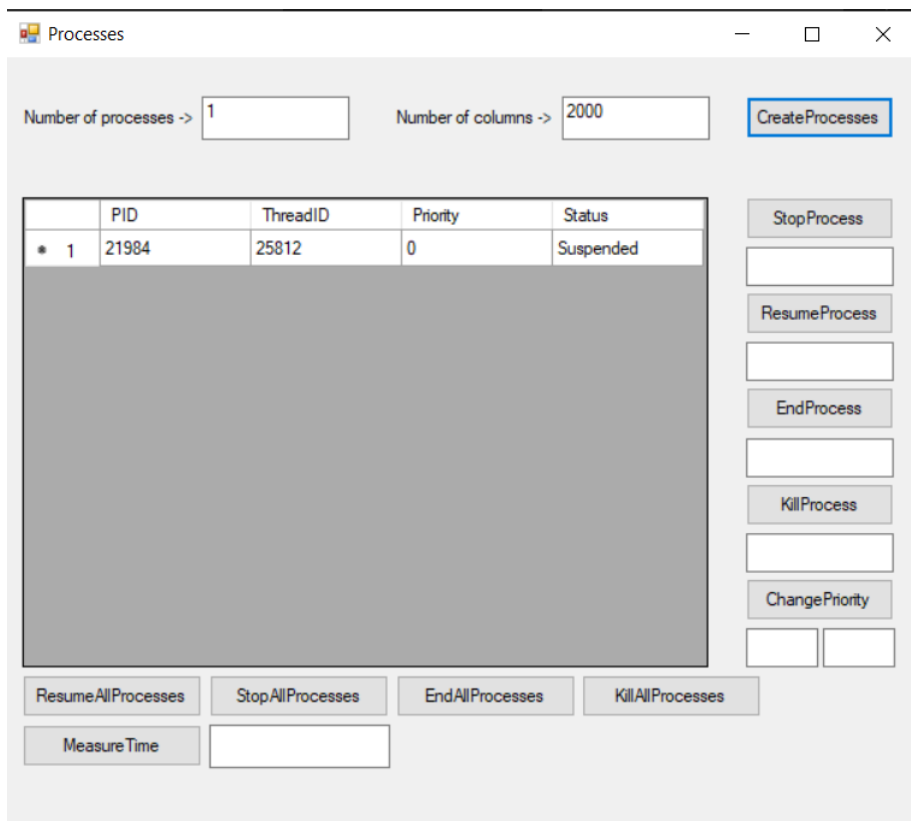 Processes
Number of processes -> 1 Number of columns -> 2000 CreateProcesses
PID ThreadID Priority Status
* 1 21984 25812 0 Suspended
StopProcess
ResumeProcess
EndProcess
KillProcess
ChangePriority
ResumeAllProcesses StopAllProcesses EndAllProcesses KillAllProcesses
MeasureTime